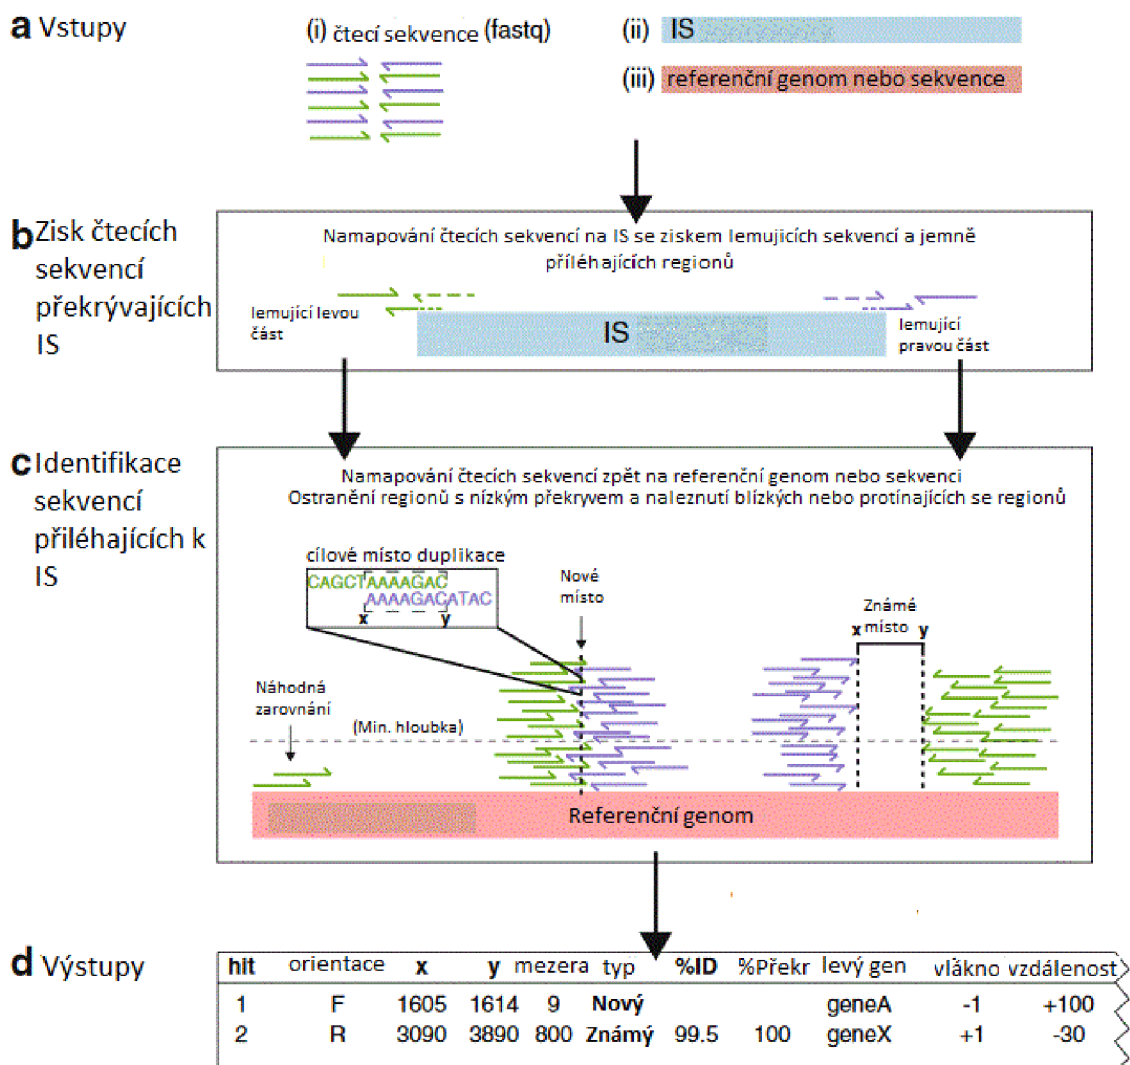 a Vstupy
(i) čtecí sekvence (fastq)
(ii) IS
(iii) referenční genom nebo sekvence
b Zisk čtecích
sekvencí
překrývajících
IS
Namapování čtecích sekvencí na IS se ziskem lemujicích sekvencí a jemně
příléhajících regionů
lemující levou
část
IS
lemující
pravou část
c Identifikace
sekvencí
přiléhajících k
IS
Namapování čtecích sekvencí zpět na referenční genom nebo sekvenci
Ostranění regionů s nízkým překryvem a naleznutí blízkých nebo protínajících se regionů
cílové místo duplikace
CAGCTAAAAGAC
AAAAGACATAC
x y
Nové
místo
Známé
x místo y
Náhodná
zarovnání
(Min. hloubka)
Referenční genom
d Výstupy
hit orientace x y mezera typ %ID %Překr levý gen vlákno vzdálenost
1 F 1605 1614 9 Nový geneA -1 +100
2 R 3090 3890 800 Známý 99.5 100 geneX +1 -30